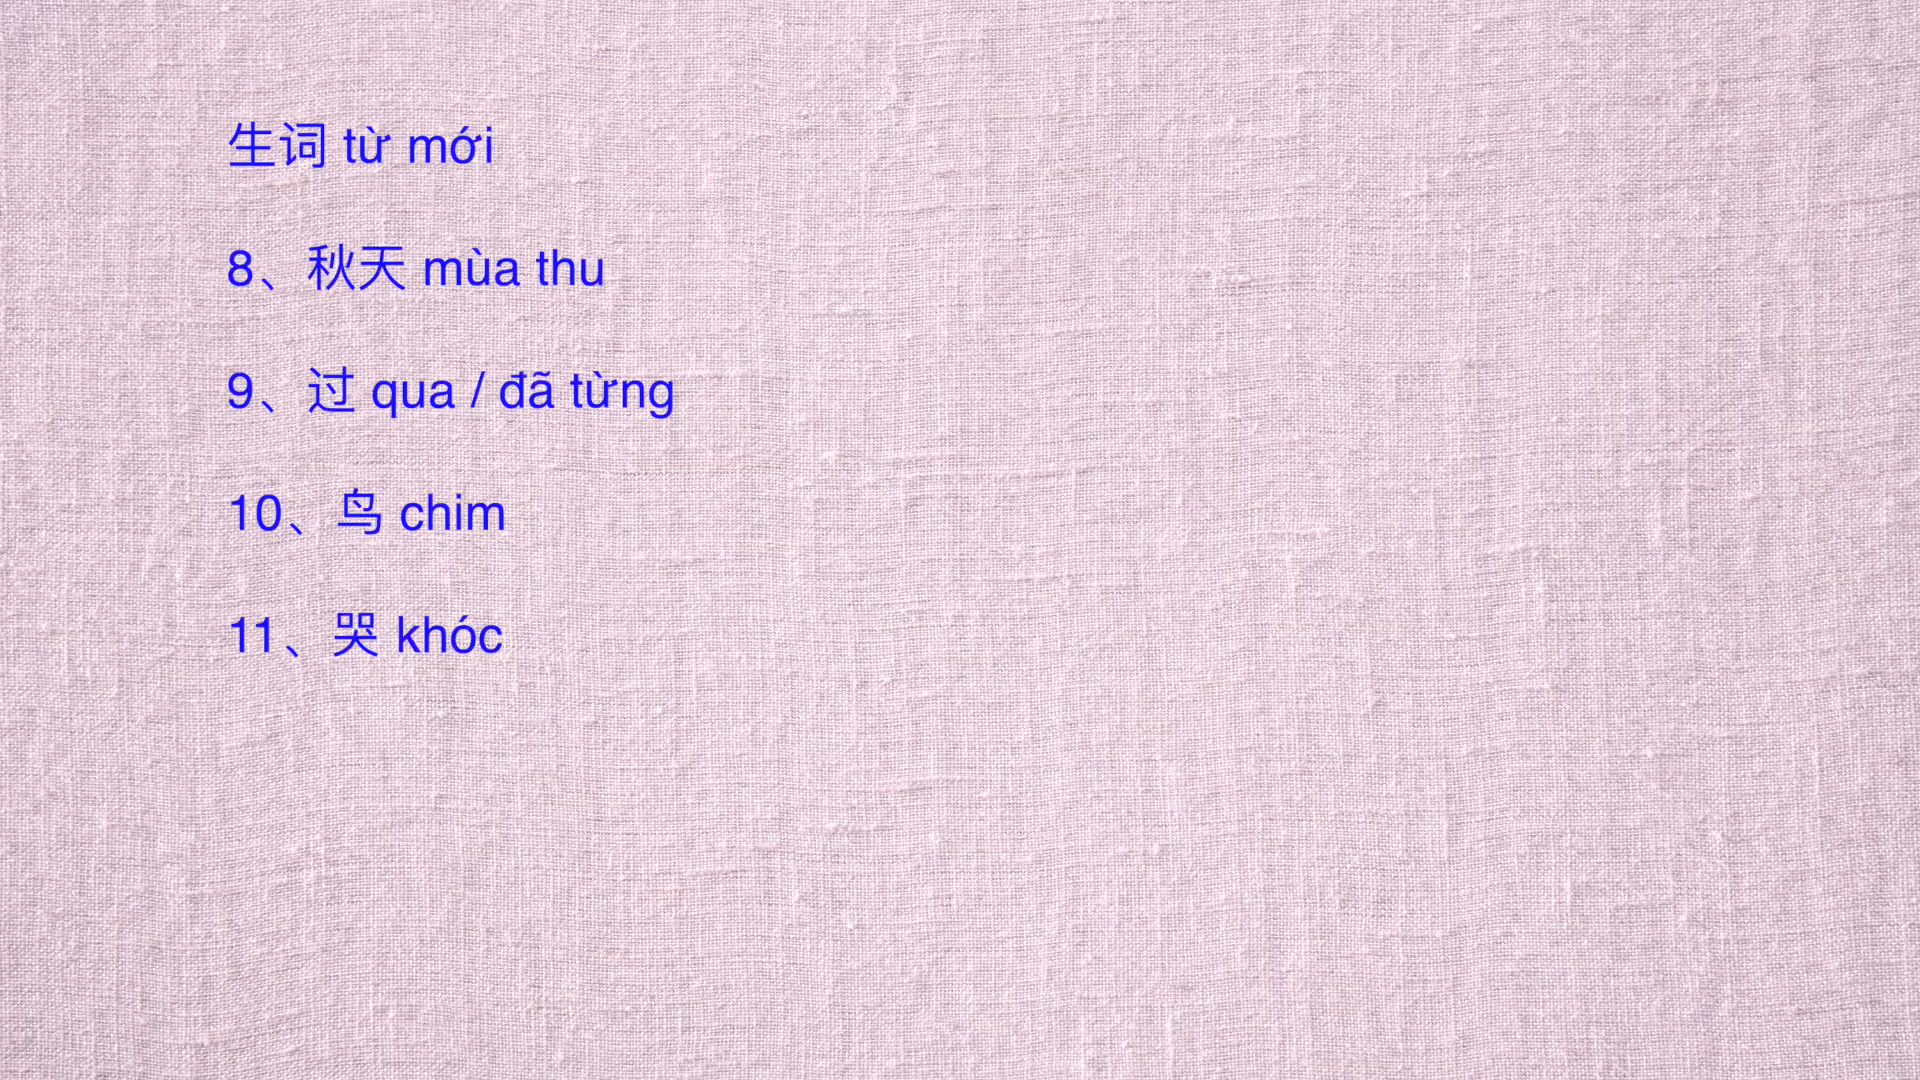 生词 từ mới
8、秋天 mùa thu
9、过 qua / đã từng
10、鸟 chim
11、哭 khóc